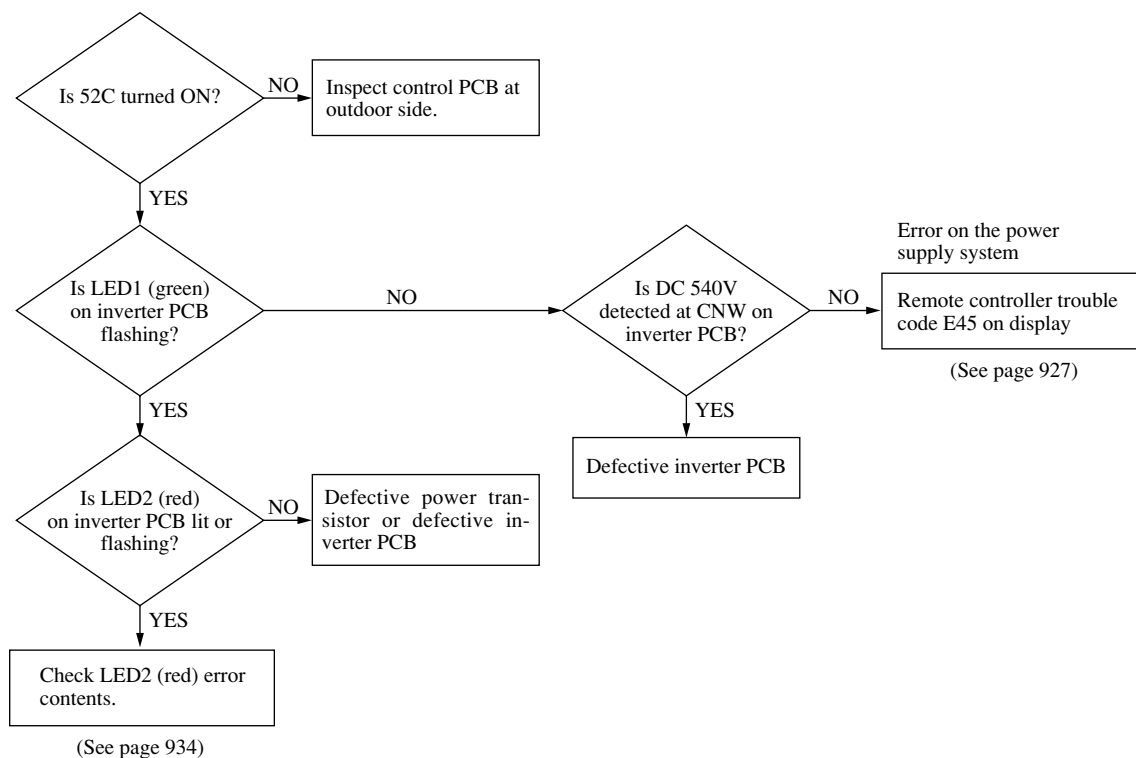 Is 52C turned ON?
NO
Inspect control PCB at
outdoor side.
YES
Is LED1 (green)
on inverter PCB
flashing?
NO
Is DC 540V
detected at CNW on
inverter PCB?
NO
Error on the power
supply system
Remote controller trouble
code E45 on display
(See page 927)
YES
Defective inverter PCB
YES
Is LED2 (red)
on inverter PCB lit or
flashing?
NO
Defective power tran-
sistor or defective in-
verter PCB
YES
Check LED2 (red) error
contents.
(See page 934)